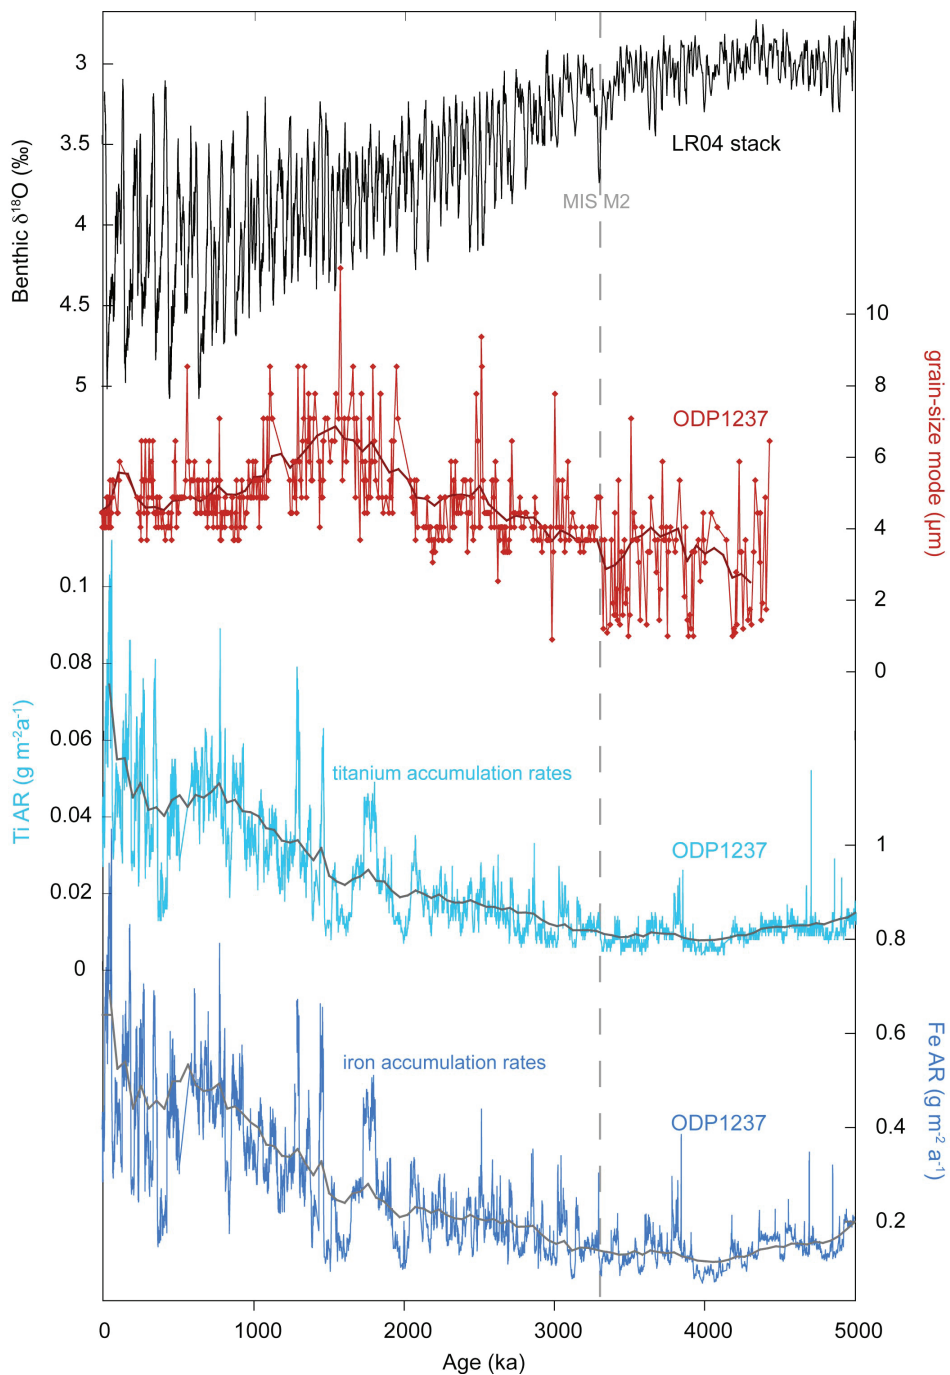 3
3.5
4
4.5
5
Benthic δ¹⁸O (‰)
LR04 stack
MIS M2
10
8
6
4
2
0
grain-size mode (µm)
ODP1237
0.1
0.08
0.06
0.04
0.02
0
Ti AR (g m⁻²a⁻¹)
titanium accumulation rates
ODP1237
1
0.8
0.6
0.4
0.2
Fe AR (g m⁻² a⁻¹)
iron accumulation rates
ODP1237
0 1000 2000 3000 4000 5000
Age (ka)